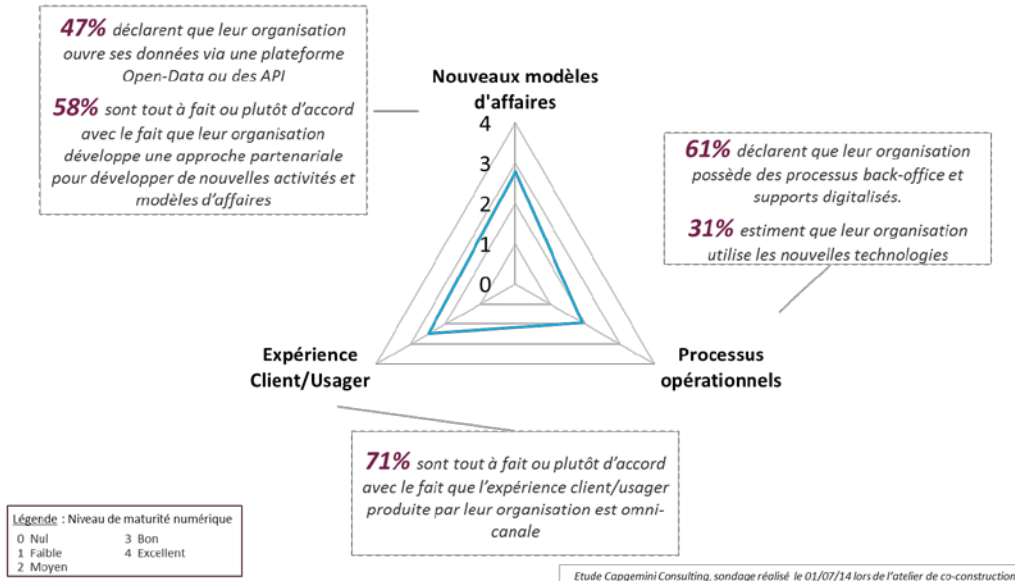 47% déclarent que leur organisation
ouvre ses données via une plateforme
Open-Data ou des API
58% sont tout à fait ou plutôt d'accord
avec le fait que leur organisation
développe une approche partenariale
pour développer de nouvelles activités et
modèles d'affaires
Nouveaux modèles
d'affaires
4
3
2
1
0
61% déclarent que leur organisation
possède des processus back-office et
supports digitalisés.
31% estiment que leur organisation
utilise les nouvelles technologies
Expérience
Client/Usager
Processus
opérationnels
71% sont tout à fait ou plutôt d'accord
avec le fait que l'expérience client/usager
produite par leur organisation est omni-
canale
Légende : Niveau de maturité numérique
0 Nul 3 Bon
1 Faible 4 Excellent
2 Moyen
Etude Capgemini Consulting, sondage réalisé le 01/07/14 lors de l'atelier de co-construction